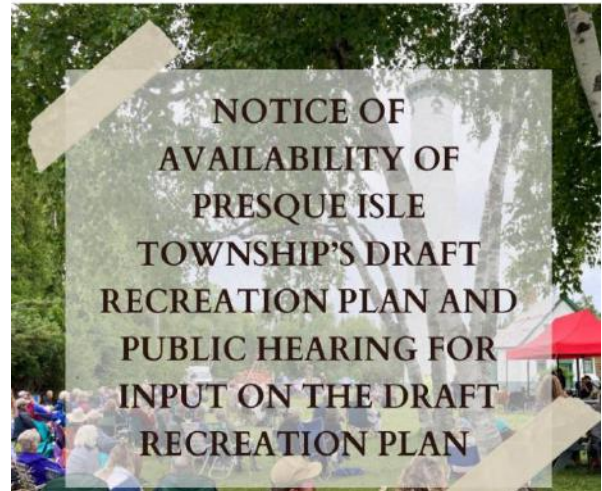 NOTICE OF
AVAILABILITY OF
PRESQUE ISLE
TOWNSHIP'S DRAFT
RECREATION PLAN AND
PUBLIC HEARING FOR
INPUT ON THE DRAFT
RECREATION PLAN